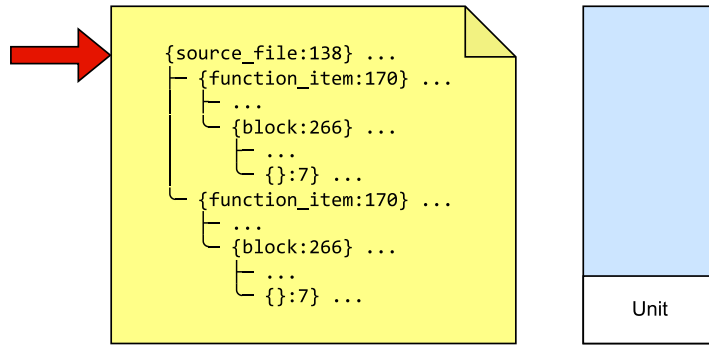 {source_file:138} ...
├─ {function_item:170} ...
│  ├─ ...
│  ╰─ {block:266} ...
│     ├─ ...
│     ╰─ {}:7} ...
╰─ {function_item:170} ...
   ├─ ...
   ╰─ {block:266} ...
      ├─ ...
      ╰─ {}:7} ...
Unit